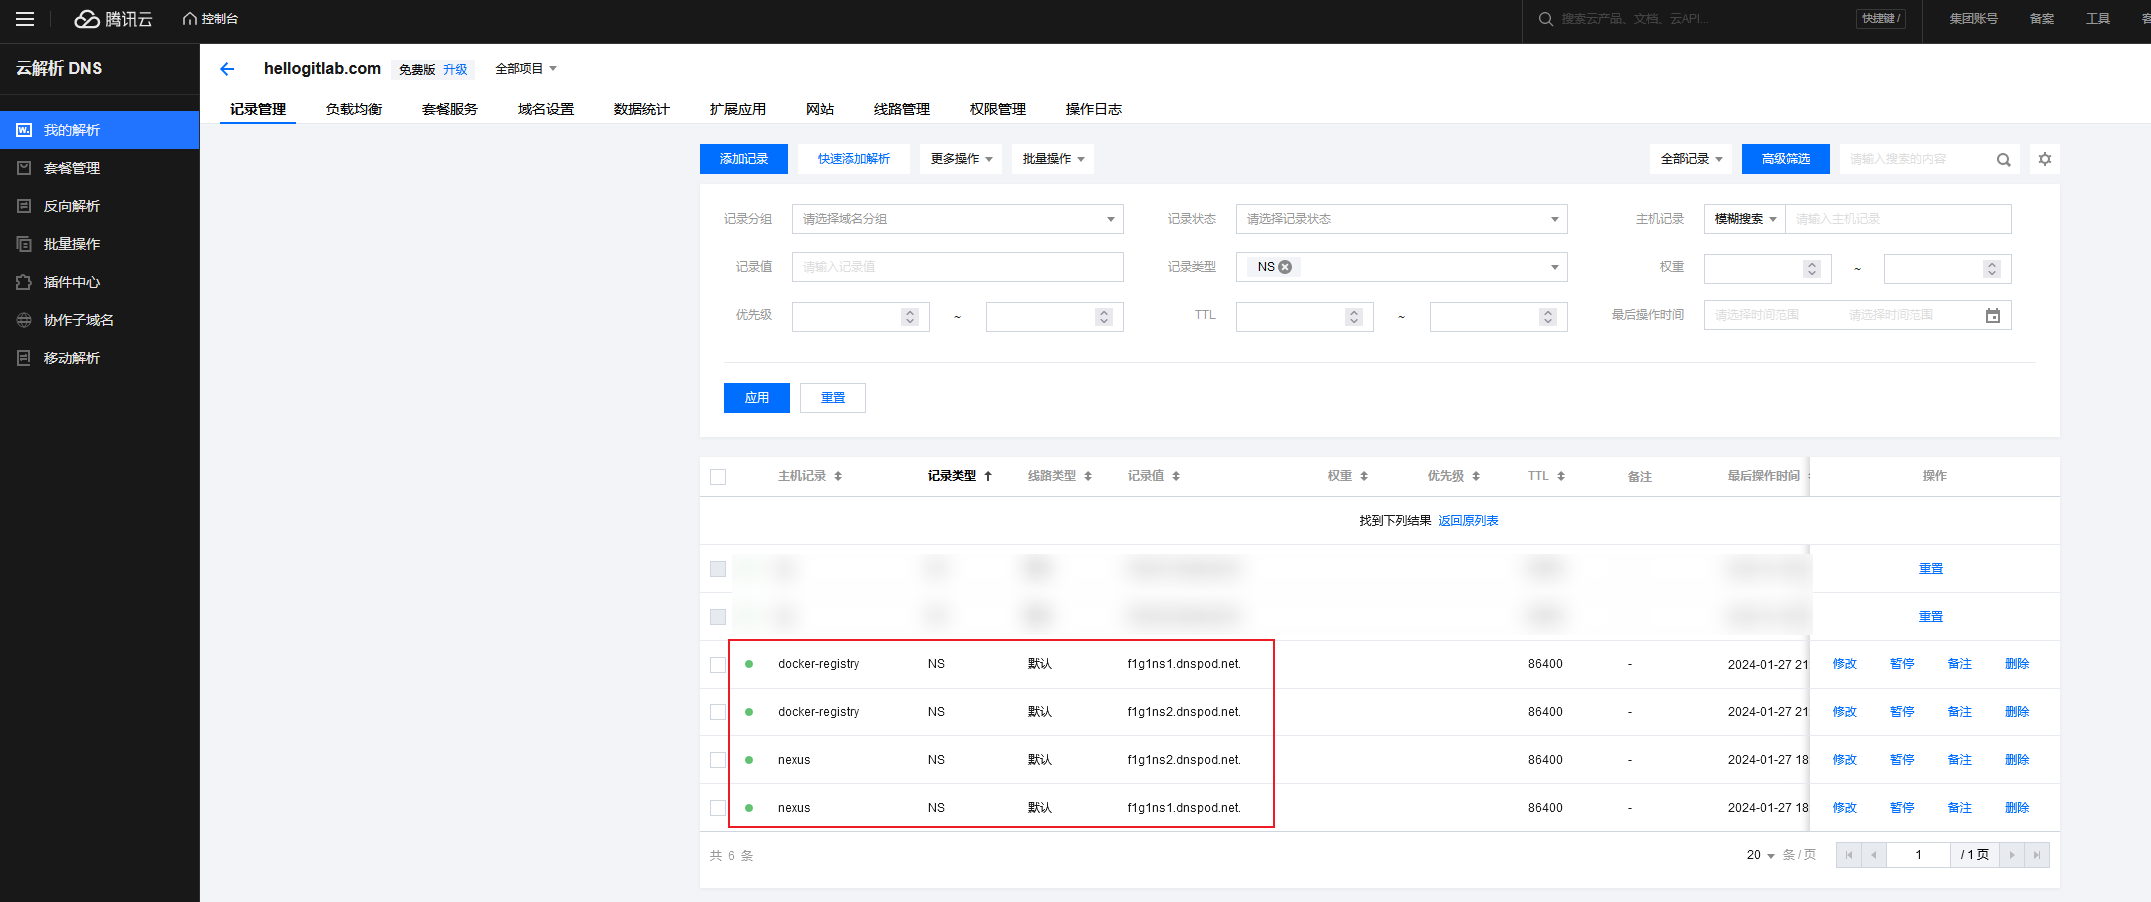 腾讯云 控制台 搜索云产品、文档、云API... 快捷键 / 集团账号 备案 工具
云解析 DNS
我的解析
套餐管理
反向解析
批量操作
插件中心
协作子域名
移动解析
hellogitlab.com 免费版 升级 全部项目
记录管理 负载均衡 套餐服务 域名设置 数据统计 扩展应用 网站 线路管理 权限管理 操作日志
添加记录 快速添加解析 更多操作 批量操作 全部记录 高级筛选 请输入搜索的内容
记录分组 请选择域名分组 记录状态 请选择记录状态 主机记录 模糊搜索 请输入主机记录
记录值 请输入记录值 记录类型 NS 权重 ~
优先级 ~ TTL ~ 最后操作时间 请选择时间范围 请选择时间范围
应用 重置
主机记录 记录类型 线路类型 记录值 权重 优先级 TTL 备注 最后操作时间 操作
找到下列结果 返回原列表
重置
重置
docker-registry NS 默认 f1g1ns1.dnspod.net. 86400 - 2024-01-27 21 修改 暂停 备注 删除
docker-registry NS 默认 f1g1ns2.dnspod.net. 86400 - 2024-01-27 21 修改 暂停 备注 删除
nexus NS 默认 f1g1ns2.dnspod.net. 86400 - 2024-01-27 18 修改 暂停 备注 删除
nexus NS 默认 f1g1ns1.dnspod.net. 86400 - 2024-01-27 18 修改 暂停 备注 删除
共 6 条 20 条 / 页 1 / 1 页